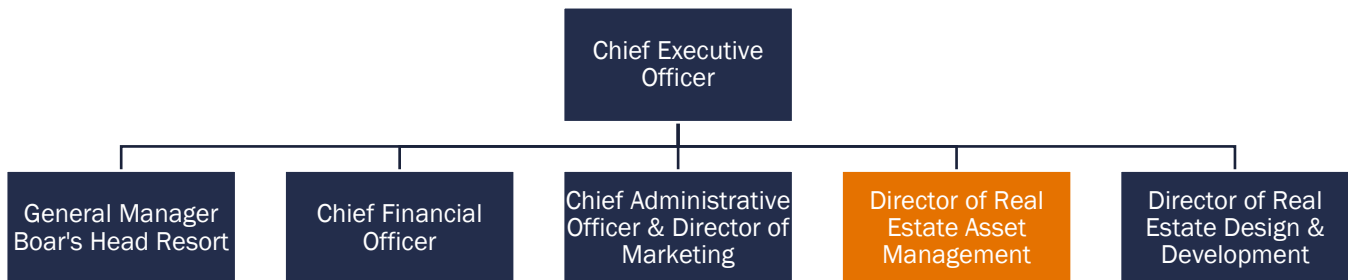 Chief Executive
Officer
General Manager
Boar's Head Resort
Chief Financial
Officer
Chief Administrative
Officer & Director of
Marketing
Director of Real
Estate Asset
Management
Director of Real
Estate Design &
Development